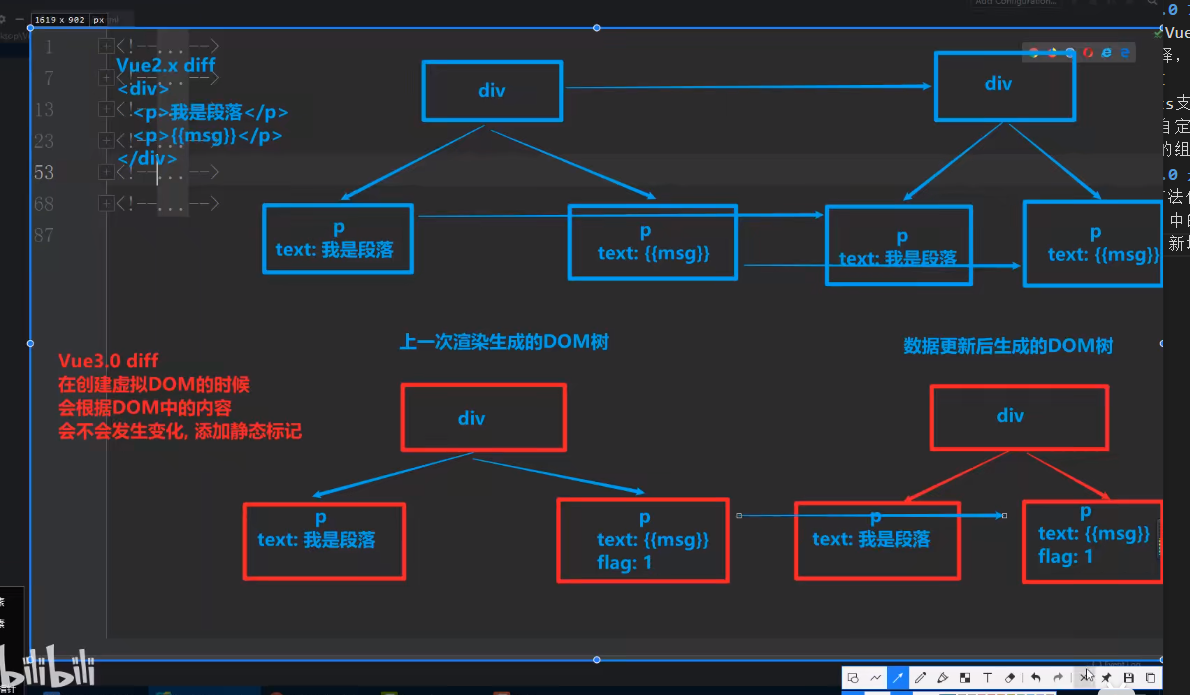 1619 x 902 px
Add Configuration...
1 <!--...-->
7 <!--
13 <!
23 <!
53 <!--...-->
68 <!--...-->
87
Vue2.x diff
<div>
<p>我是段落</p>
<p>{{msg}}</p>
</div>
div
div
p
text: 我是段落
p
text: {{msg}}
p
text: 我是段落
p
text: {{msg}}
上一次渲染生成的DOM树
数据更新后生成的DOM树
Vue3.0 diff
在创建虚拟DOM的时候
会根据DOM中的内容
会不会发生变化, 添加静态标记
div
div
p
text: 我是段落
p
text: {{msg}}
flag: 1
p
text: 我是段落
p
text: {{msg}}
flag: 1
.0
Vue
择，
s支
自定
的组
.0
法
中的
新
素
素
bilibili